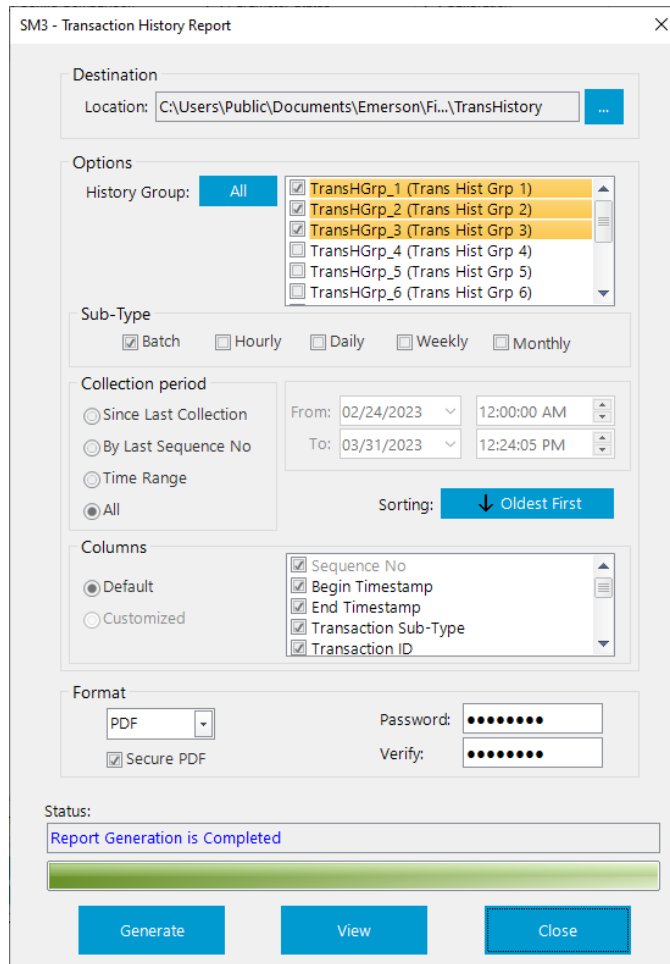 SM3 - Transaction History Report
Destination
Location: C:\Users\Public\Documents\Emerson\Fi...\TransHistory ...
Options
History Group: All
TransHGrp_1 (Trans Hist Grp 1)
TransHGrp_2 (Trans Hist Grp 2)
TransHGrp_3 (Trans Hist Grp 3)
TransHGrp_4 (Trans Hist Grp 4)
TransHGrp_5 (Trans Hist Grp 5)
TransHGrp_6 (Trans Hist Grp 6)
Sub-Type
Batch Hourly Daily Weekly Monthly
Collection period
Since Last Collection
By Last Sequence No
Time Range
All
From: 02/24/2023 12:00:00 AM
To: 03/31/2023 12:24:05 PM
Sorting: Oldest First
Columns
Default
Customized
Sequence No
Begin Timestamp
End Timestamp
Transaction Sub-Type
Transaction ID
Format
PDF
Secure PDF
Password: ●●●●●●●●
Verify: ●●●●●●●●
Status:
Report Generation is Completed
Generate View Close